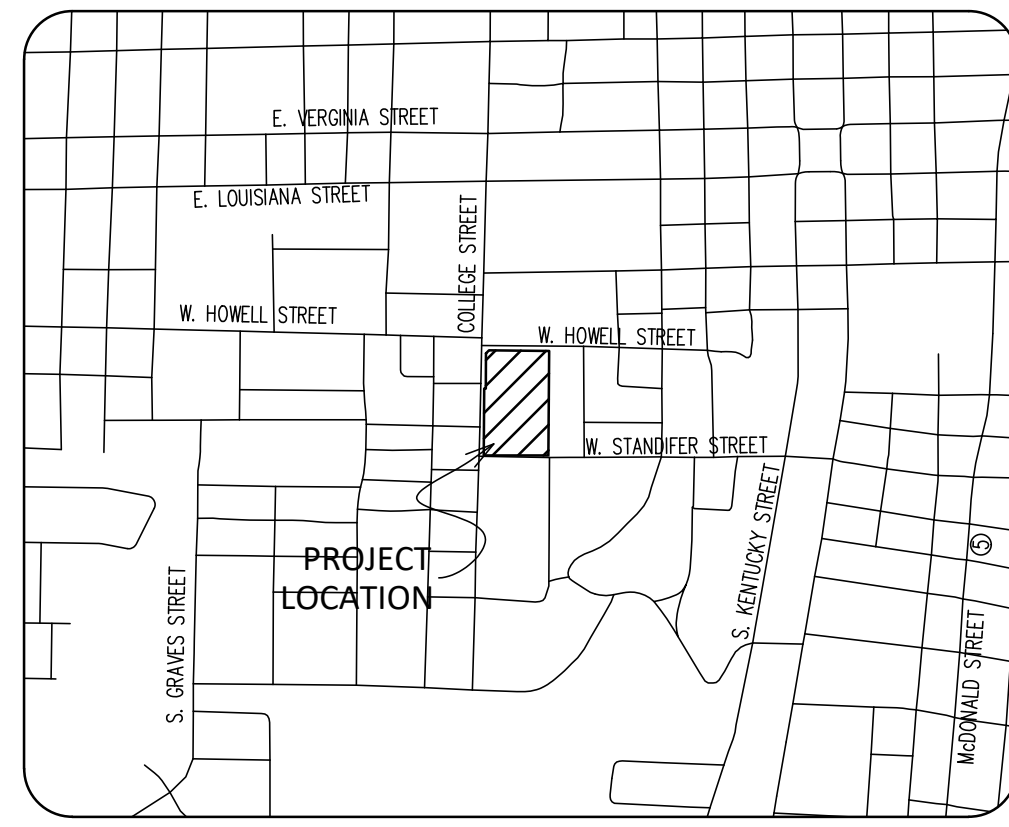 E. VERGINIA STREET
E. LOUISIANA STREET
COLLEGE STREET
W. HOWELL STREET
W. HOWELL STREET
W. STANDIFER STREET
S. KENTUCKY STREET
5
PROJECT
LOCATION
S. GRAVES STREET
McDONALD STREET